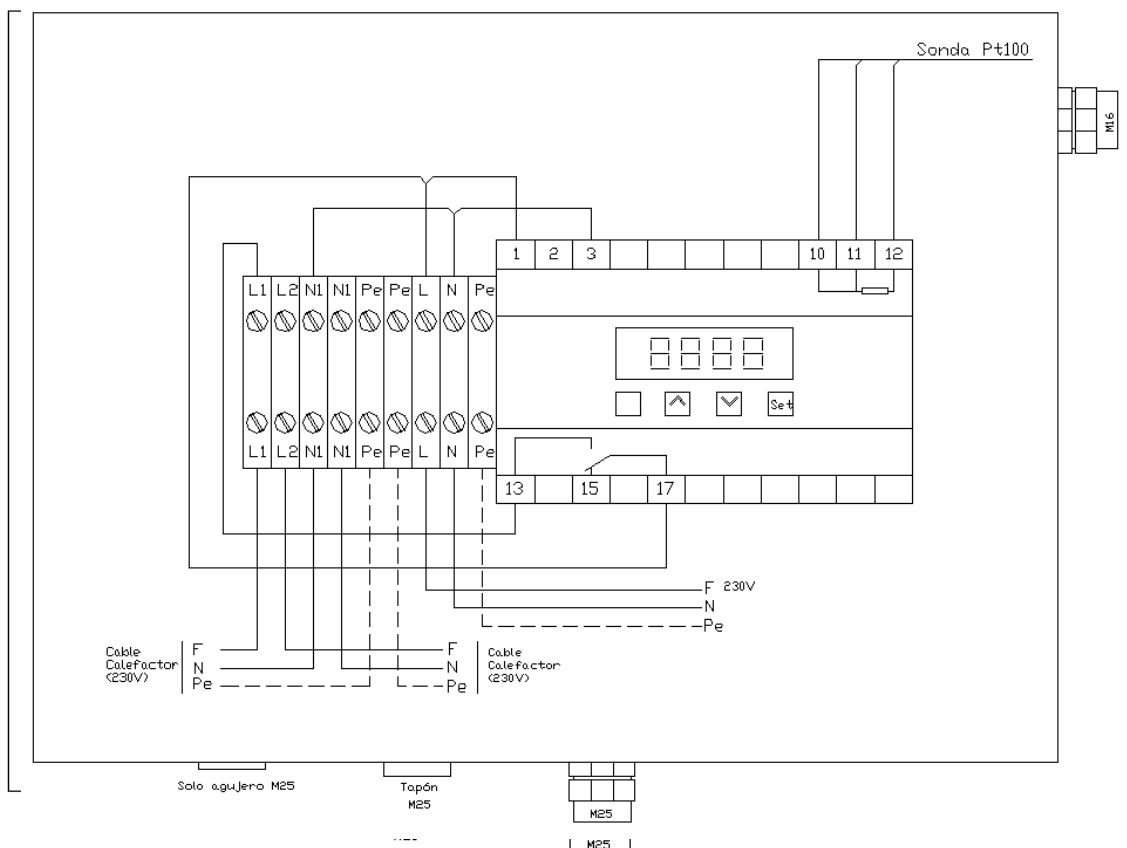 Sonda Pt100
M16
1 2 3 10 11 12
L1 L2 N1 N1 Pe Pe L N Pe
Set
L1 L2 N1 N1 Pe Pe L N Pe
13 15 17
F 230V
N
Pe
Cable
Calefactor
(230V)
F
N
Pe
F
N
Pe
Cable
Calefactor
(230V)
Solo agujero M25
Tapón
M25
M25
M25